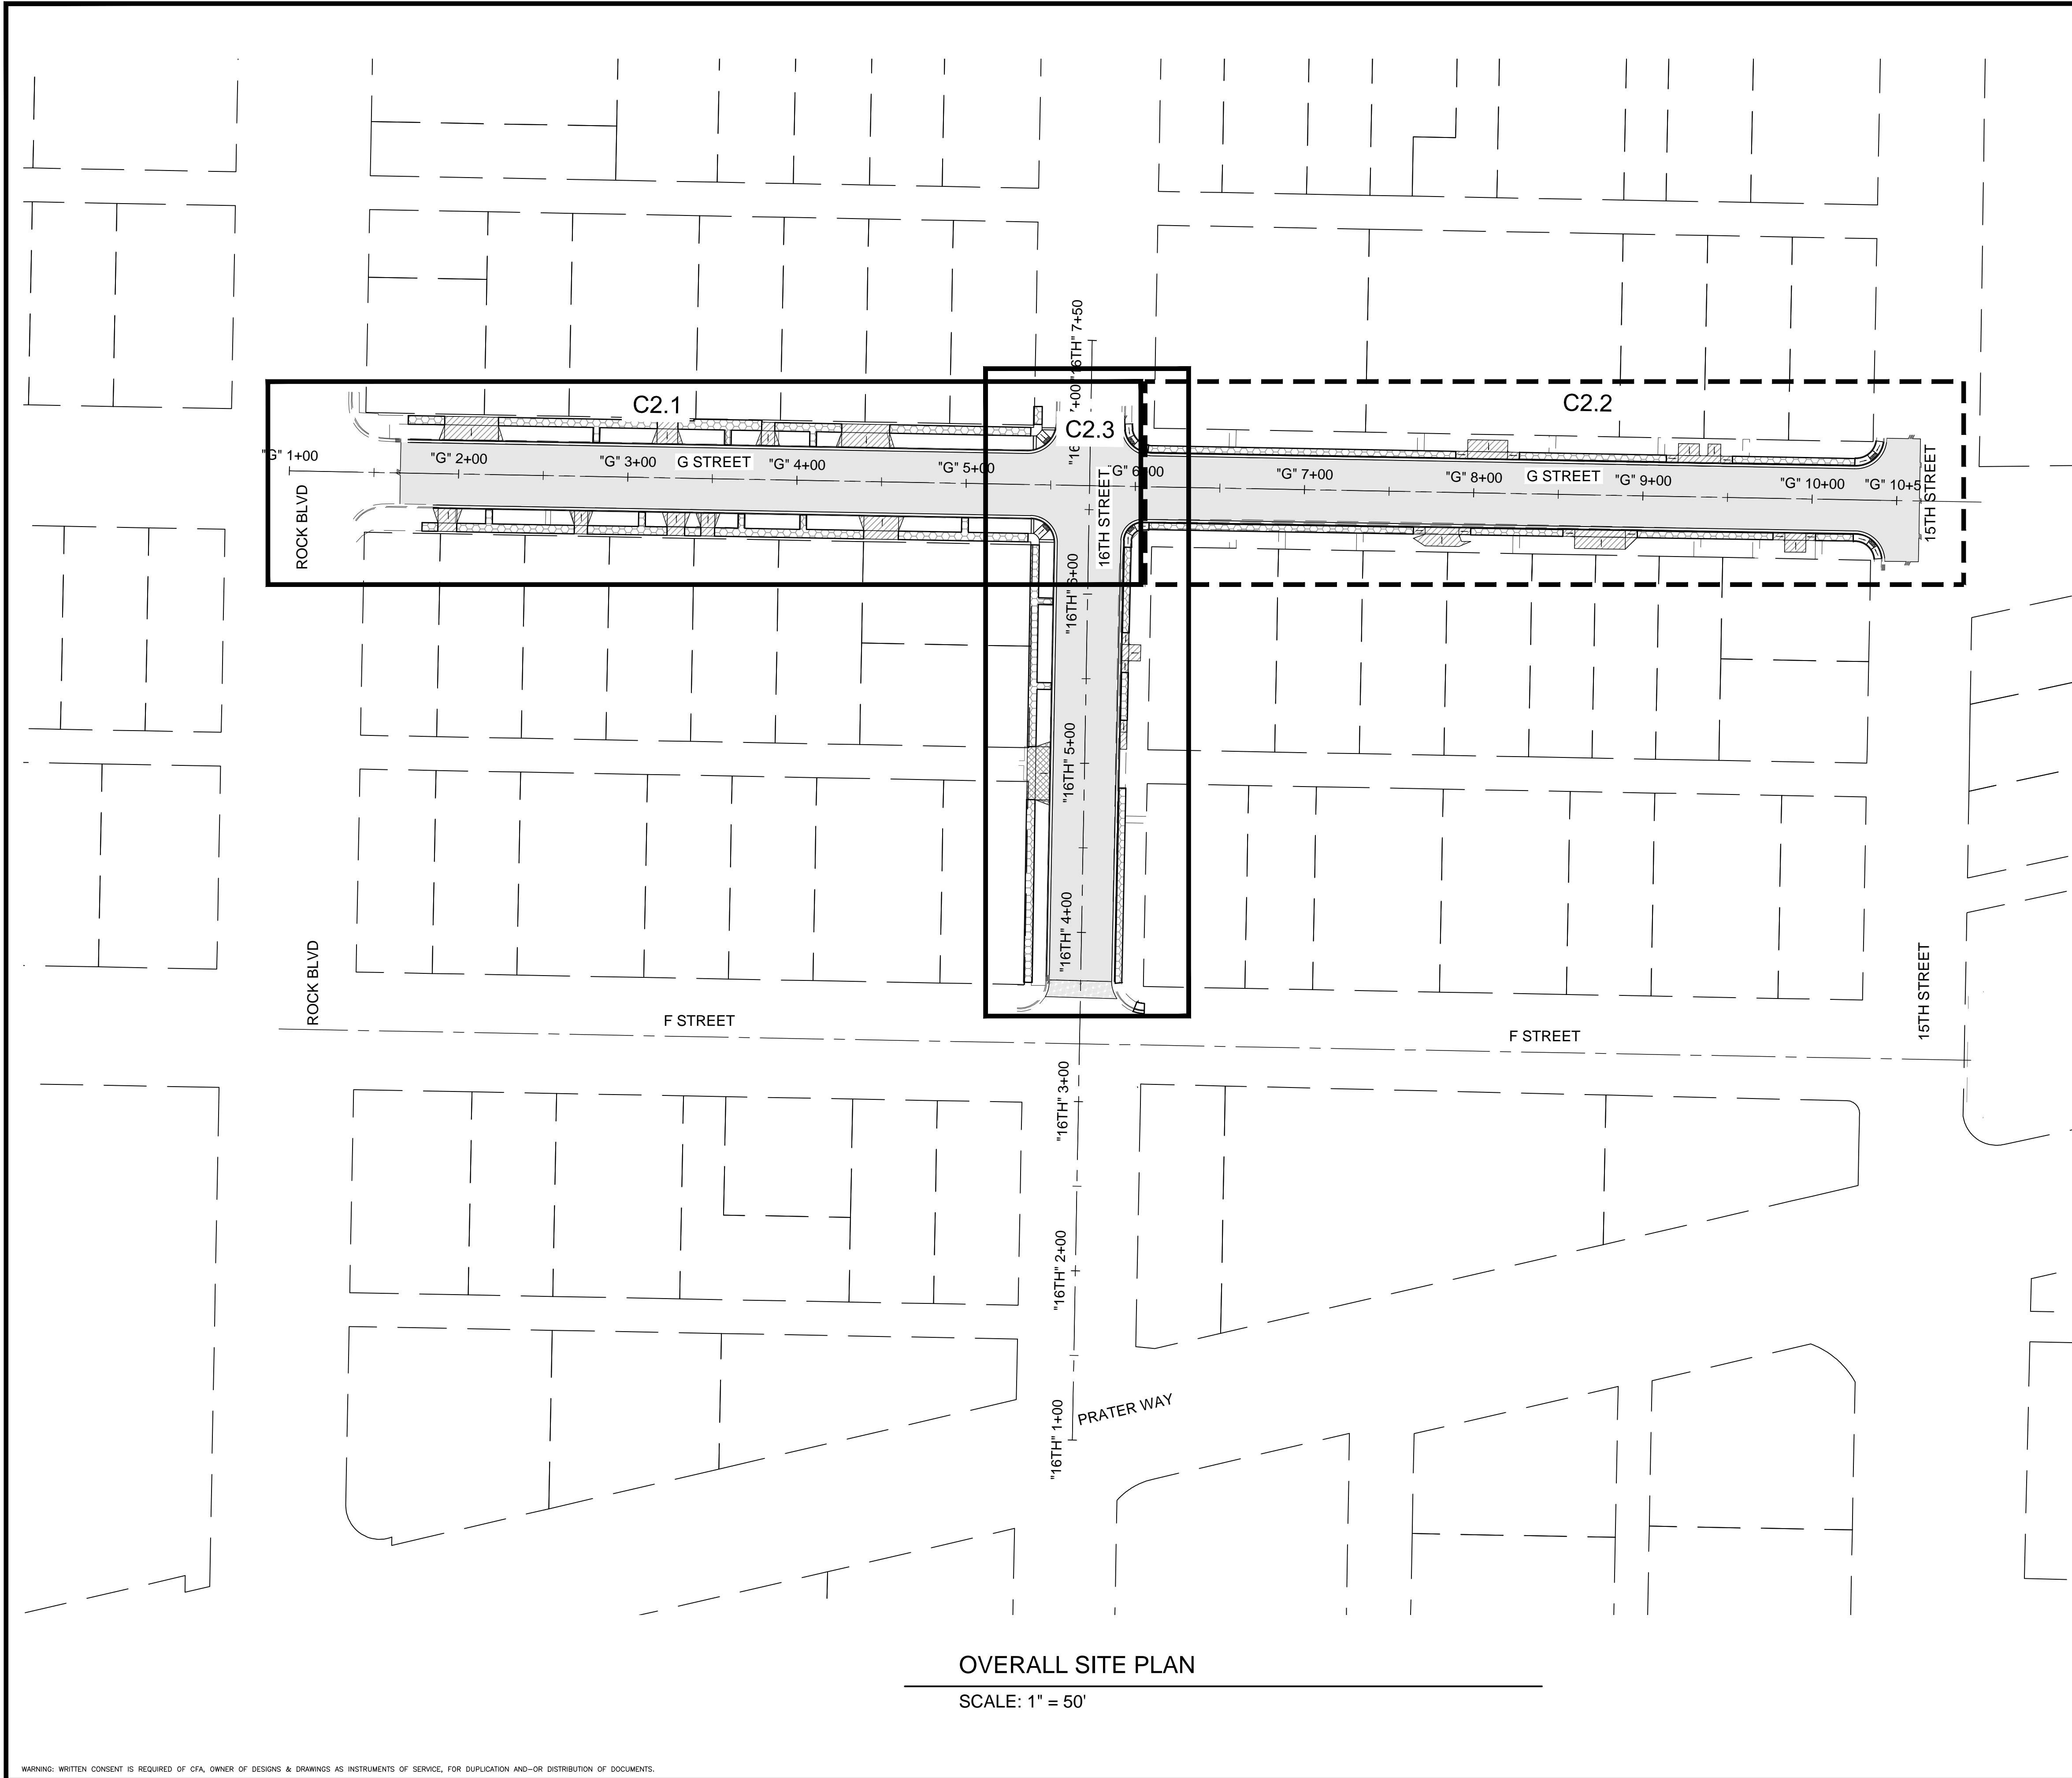 "16TH" 7+50
'+00
C2.1
C2.2
C2.3
"16
"G" 1+00
"G" 2+00
"G" 3+00
G STREET
"G" 4+00
"G" 5+00
"G" 6+00
"G" 7+00
"G" 8+00
G STREET
"G" 9+00
"G" 10+00
"G" 10+5
ROCK BLVD
16TH STREET
15TH STREET
"16TH" 6+00
"16TH" 5+00
"16TH" 4+00
ROCK BLVD
15TH STREET
F STREET
F STREET
"16TH" 3+00
"16TH" 2+00
"16TH" 1+00
PRATER WAY
OVERALL SITE PLAN
SCALE: 1" = 50'
WARNING: WRITTEN CONSENT IS REQUIRED OF CFA, OWNER OF DESIGNS & DRAWINGS AS INSTRUMENTS OF SERVICE, FOR DUPLICATION AND-OR DISTRIBUTION OF DOCUMENTS.